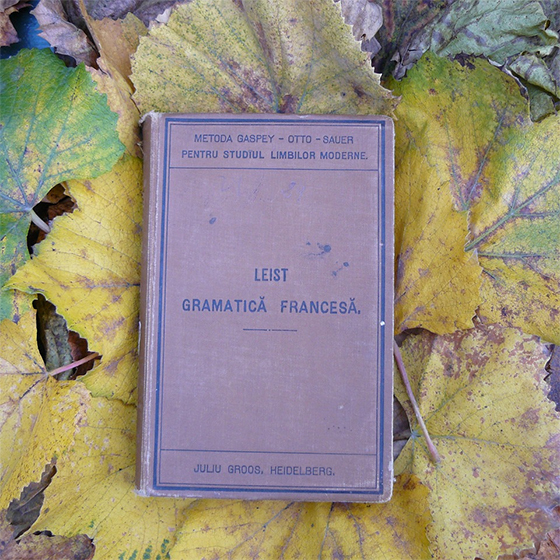 METODA GASPEY – OTTO – SAUER
PENTRU STUDIUL LIMBILOR MODERNE.
LEIST
GRAMATICĂ FRANCESĂ.
JULIU GROOS, HEIDELBERG.